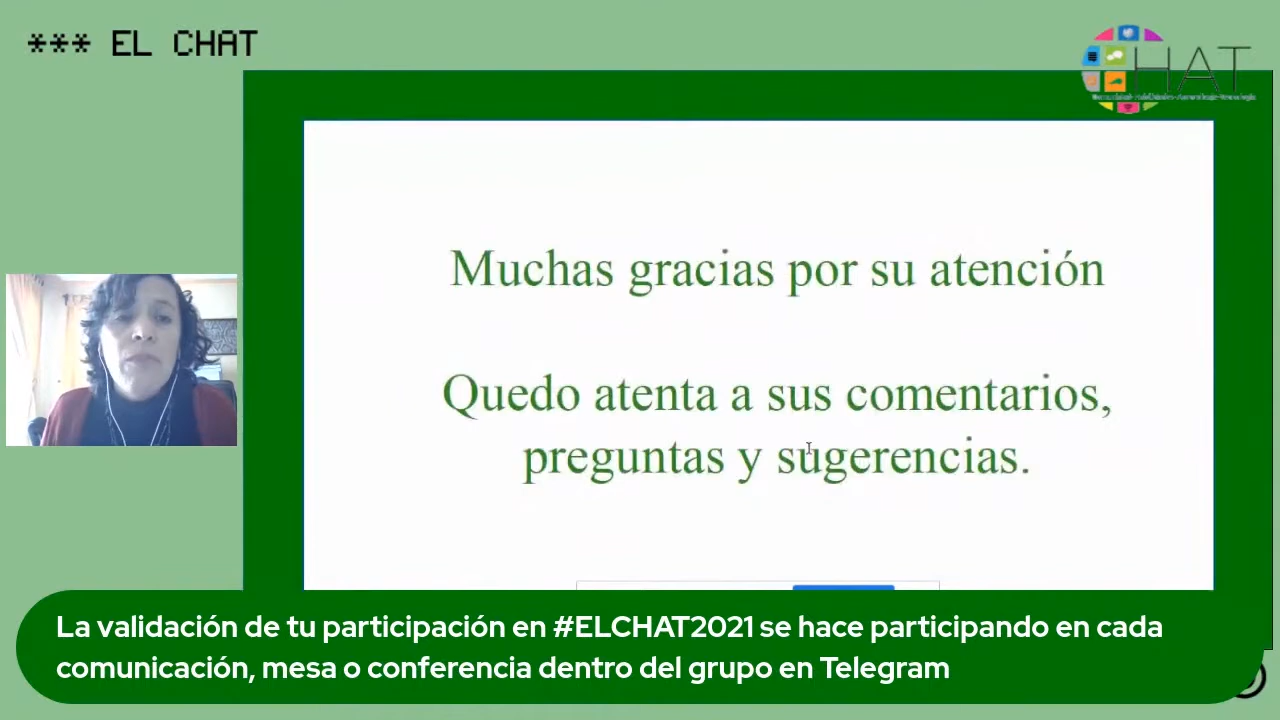 *** EL CHAT
HAT
Muchas gracias por su atención
Quedo atenta a sus comentarios,
preguntas y sugerencias.
La validación de tu participación en #ELCHAT2021 se hace participando en cada
comunicación, mesa o conferencia dentro del grupo en Telegram